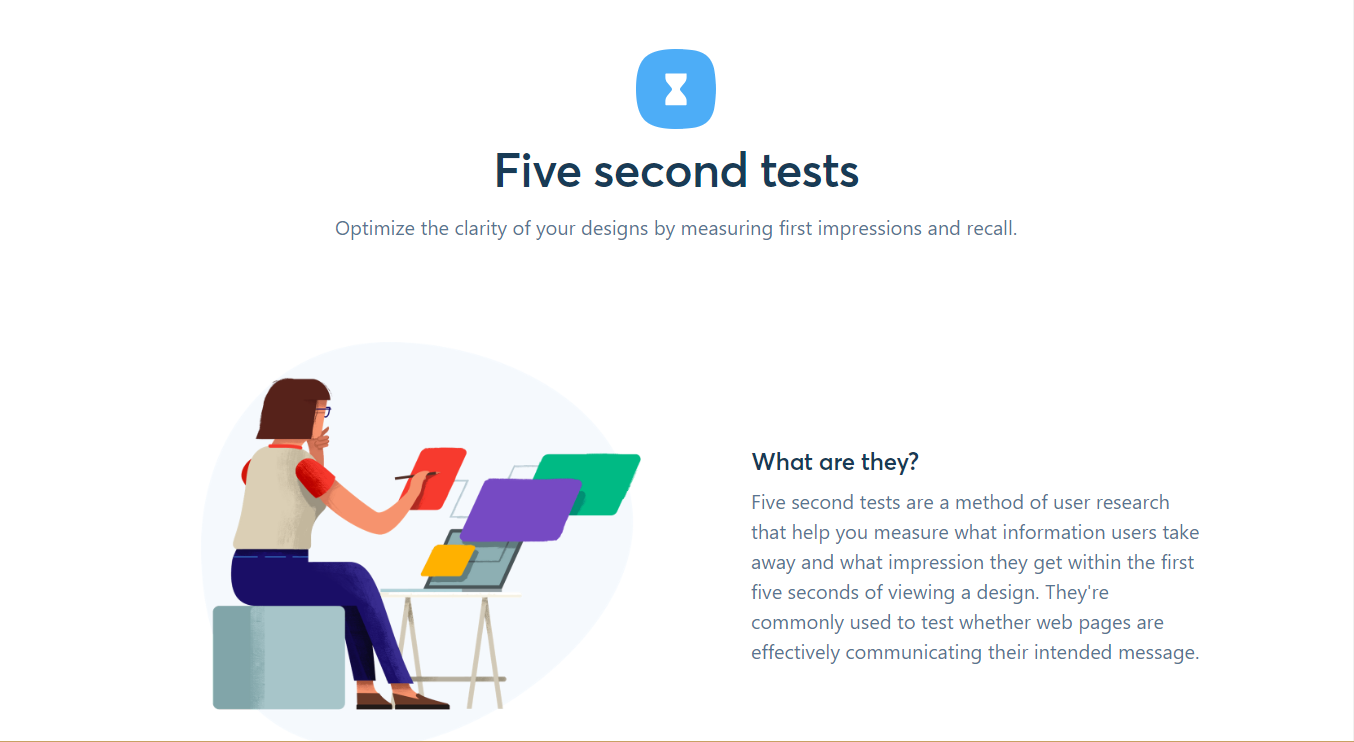 Five second tests
Optimize the clarity of your designs by measuring first impressions and recall.
What are they?
Five second tests are a method of user research
that help you measure what information users take
away and what impression they get within the first
five seconds of viewing a design. They're
commonly used to test whether web pages are
effectively communicating their intended message.